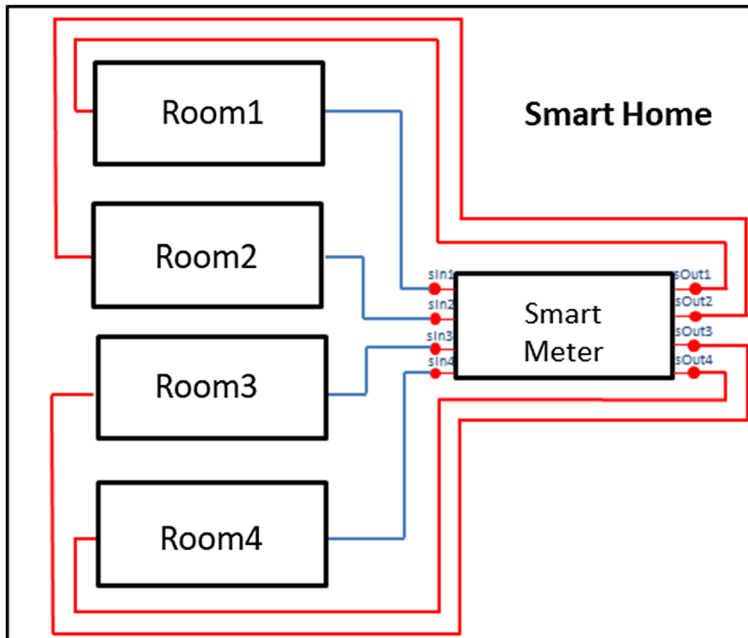 Room1
Smart Home
Room2
sIn1
sOut1
sIn2
sOut2
Smart
Meter
sIn3
sOut3
sIn4
sOut4
Room3
Room4